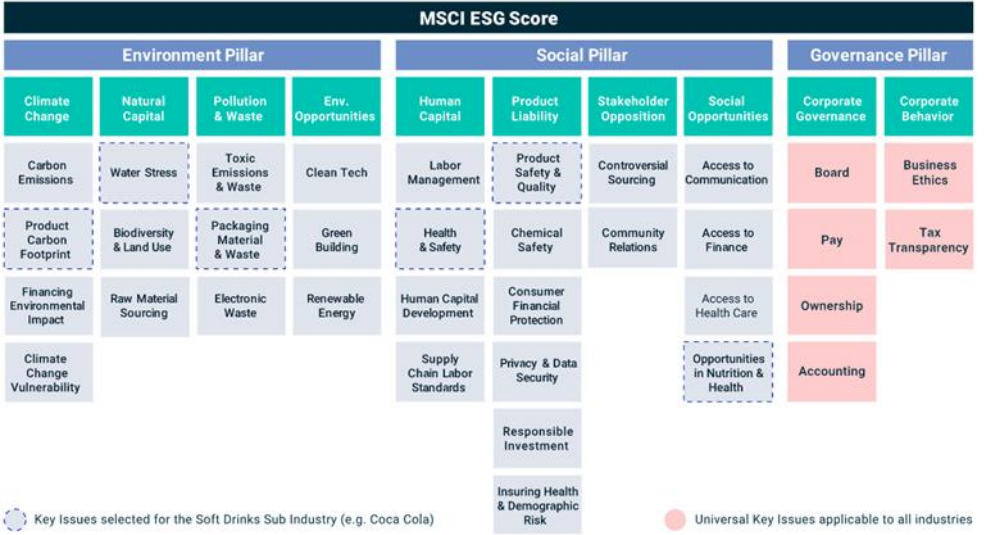 MSCI ESG Score
Environment Pillar
Social Pillar
Governance Pillar
Climate
Change
Natural
Capital
Pollution
& Waste
Env.
Opportunities
Human
Capital
Product
Liability
Stakeholder
Opposition
Social
Opportunities
Corporate
Governance
Corporate
Behavior
Carbon
Emissions
Water Stress
Toxic
Emissions
& Waste
Clean Tech
Labor
Management
Product
Safety &
Quality
Controversial
Sourcing
Access to
Communication
Board
Business
Ethics
Product
Carbon
Footprint
Biodiversity
& Land Use
Packaging
Material
& Waste
Green
Building
Health
& Safety
Chemical
Safety
Community
Relations
Access to
Finance
Pay
Tax
Transparency
Financing
Environmental
Impact
Raw Material
Sourcing
Electronic
Waste
Renewable
Energy
Human Capital
Development
Consumer
Financial
Protection
Access to
Health Care
Ownership
Climate
Change
Vulnerability
Supply
Chain Labor
Standards
Privacy & Data
Security
Opportunities
in Nutrition &
Health
Accounting
Responsible
Investment
Insuring Health
& Demographic
Risk
Key Issues selected for the Soft Drinks Sub Industry (e.g. Coca Cola)
Universal Key Issues applicable to all industries